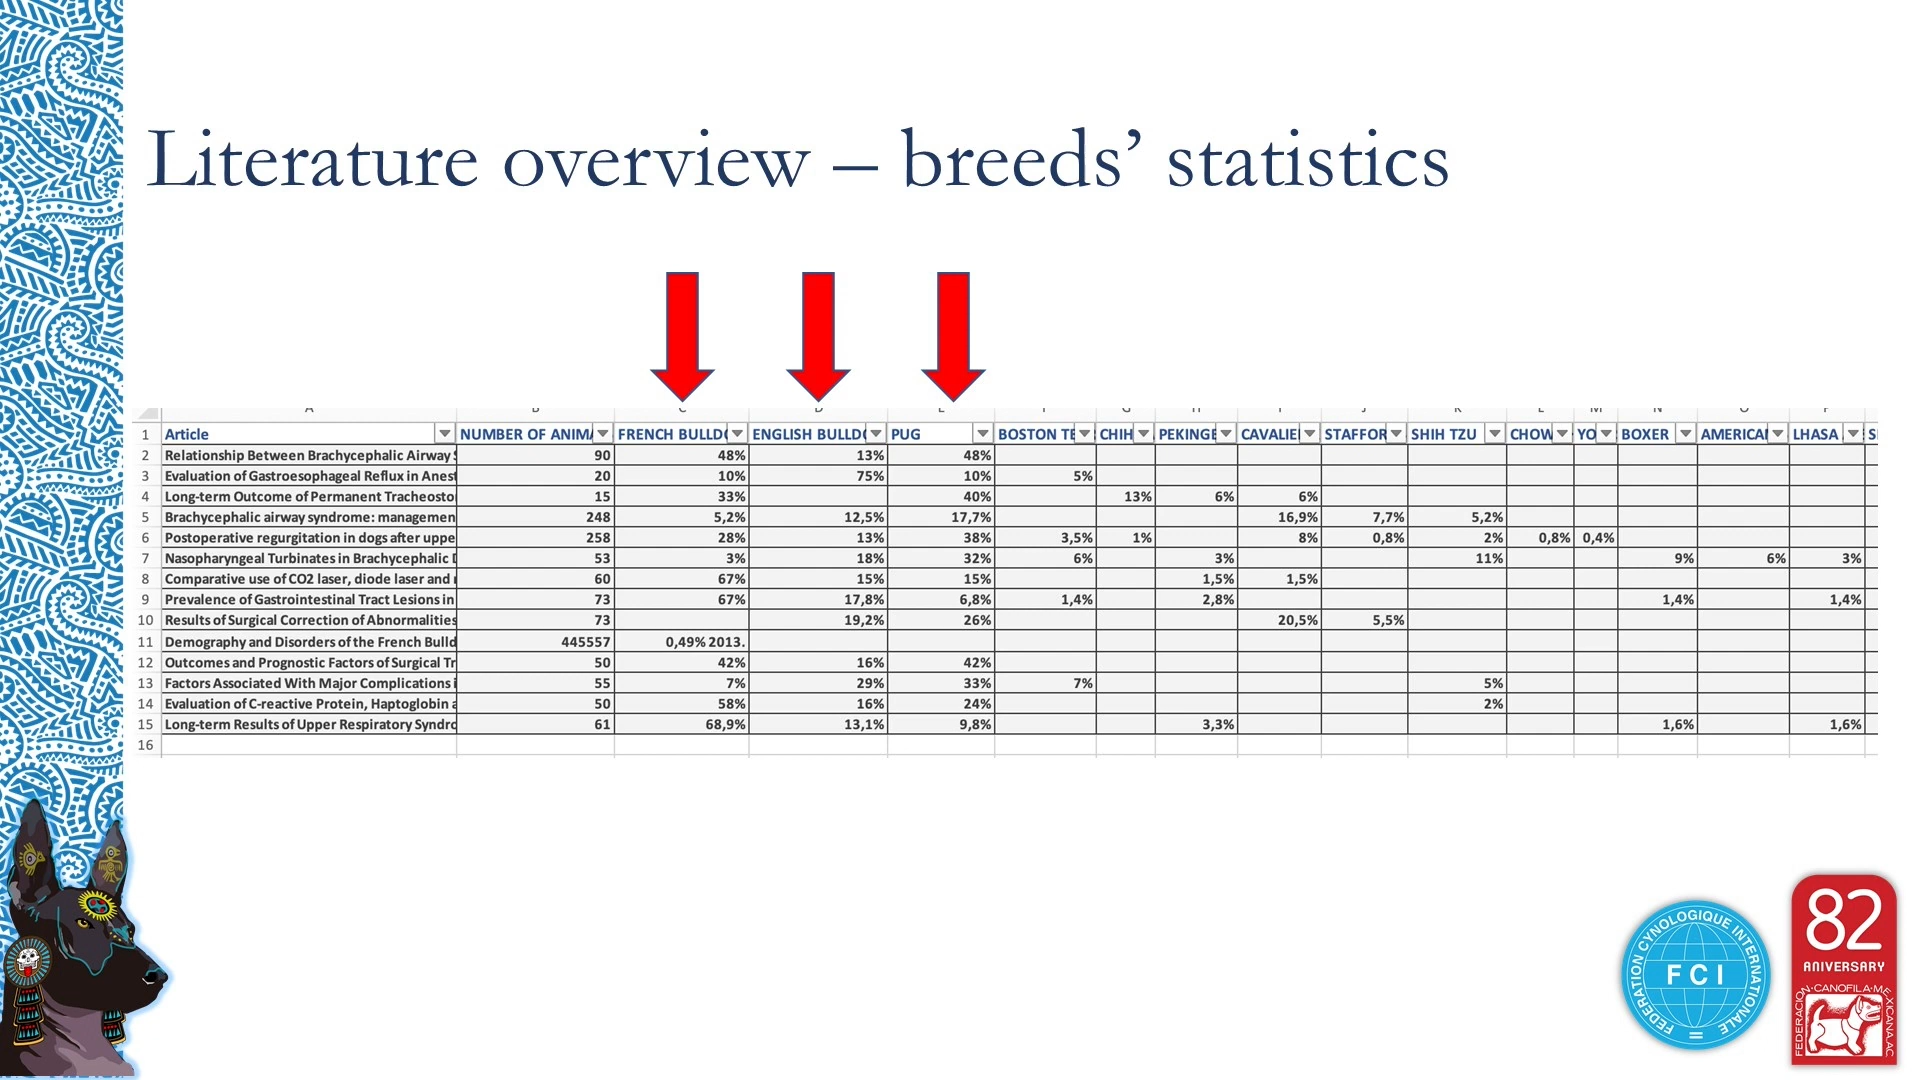 Literature overview – breeds’ statistics
1 Article NUMBER OF ANIMA FRENCH BULLD ENGLISH BULLD PUG BOSTON TE CHIH PEKINGE CAVALIE STAFFOR SHIH TZU CHOW YO BOXER AMERICA LHASA S
2 Relationship Between Brachycephalic Airway 90 48% 13% 48%
3 Evaluation of Gastroesophageal Reflux in Anest 20 10% 75% 10% 5%
4 Long-term Outcome of Permanent Tracheosto 15 33% 40% 13% 6% 6%
5 Brachycephalic airway syndrome: managemen 248 5,2% 12,5% 17,7% 16,9% 7,7% 5,2%
6 Postoperative regurgitation in dogs after uppe 258 28% 13% 38% 3,5% 1% 8% 0,8% 2% 0,8% 0,4%
7 Nasopharyngeal Turbinates in Brachycephalic D 53 3% 18% 32% 6% 3% 11% 9% 6% 3%
8 Comparative use of CO2 laser, diode laser and 60 67% 15% 15% 1,5% 1,5%
9 Prevalence of Gastrointestinal Tract Lesions in 73 67% 17,8% 6,8% 1,4% 2,8% 1,4% 1,4%
10 Results of Surgical Correction of Abnormalities 73 19,2% 26% 20,5% 5,5%
11 Demography and Disorders of the French Bulld 445557 0,49% 2013.
12 Outcomes and Prognostic Factors of Surgical Tr 50 42% 16% 42%
13 Factors Associated With Major Complications i 55 7% 29% 33% 7% 5%
14 Evaluation of C-reactive Protein, Haptoglobin a 50 58% 16% 24% 2%
15 Long-term Results of Upper Respiratory Syndro 61 68,9% 13,1% 9,8% 3,3% 1,6% 1,6%
16
FEDERATION CYNOLOGIQUE INTERNATIONALE
FCI
82
ANIVERSARY
FEDERACION·CANOFILA·MEXICANA,AC